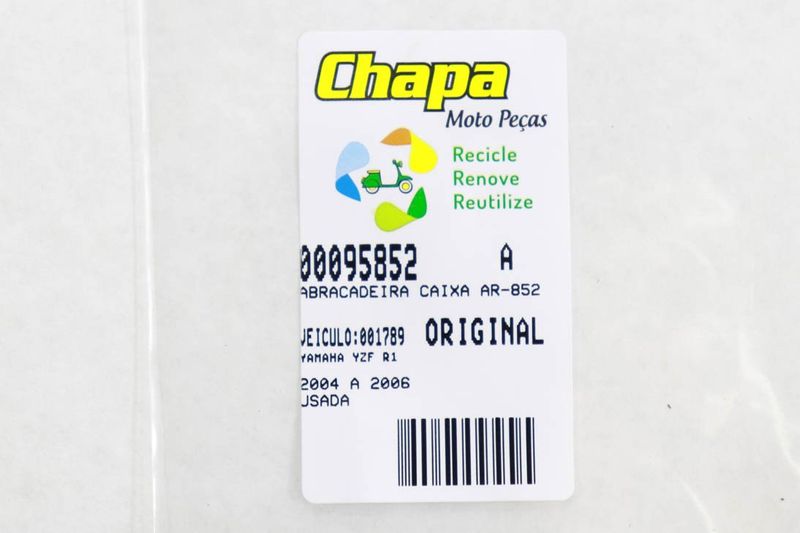 Chapa
Moto Peças
Recicle
Renove
Reutilize
00095852 A
ABRACADEIRA CAIXA AR-852
VEICULO:001789 ORIGINAL
YAMAHA YZF R1
2004 A 2006
USADA